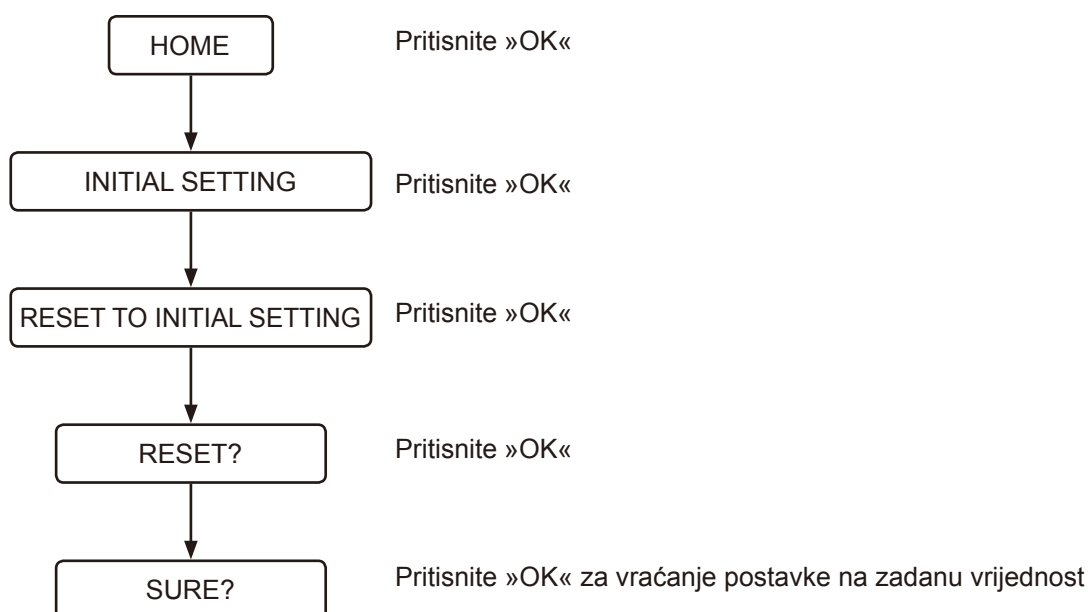 HOME
Pritisnite »OK«
INITIAL SETTING
Pritisnite »OK«
RESET TO INITIAL SETTING
Pritisnite »OK«
RESET?
Pritisnite »OK«
SURE?
Pritisnite »OK« za vraćanje postavke na zadanu vrijednost